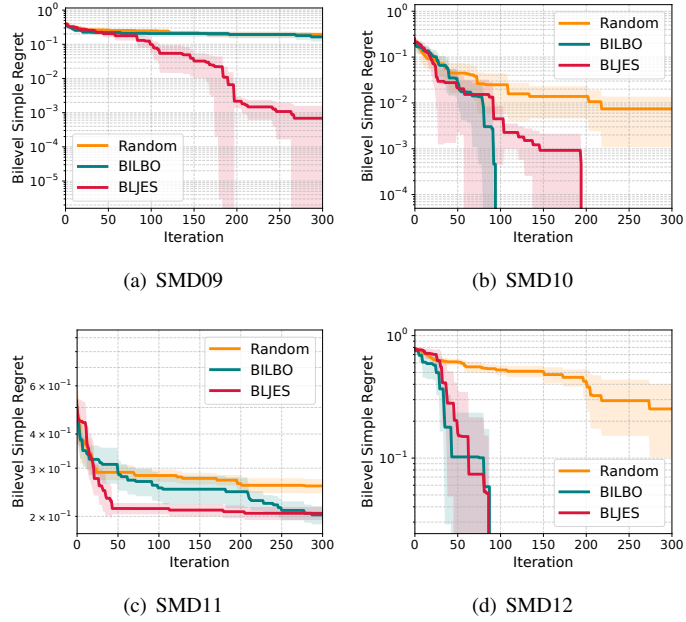 Bilevel Simple Regret
10^0
10^-1
10^-2
10^-3
10^-4
10^-5
Random
BILBO
BLJES
0 50 100 150 200 250 300
Iteration
(a) SMD09
Bilevel Simple Regret
10^0
10^-1
10^-2
10^-3
10^-4
Random
BILBO
BLJES
0 50 100 150 200 250 300
Iteration
(b) SMD10
Bilevel Simple Regret
6 × 10^-1
4 × 10^-1
3 × 10^-1
2 × 10^-1
Random
BILBO
BLJES
0 50 100 150 200 250 300
Iteration
(c) SMD11
Bilevel Simple Regret
10^0
10^-1
Random
BILBO
BLJES
0 50 100 150 200 250 300
Iteration
(d) SMD12